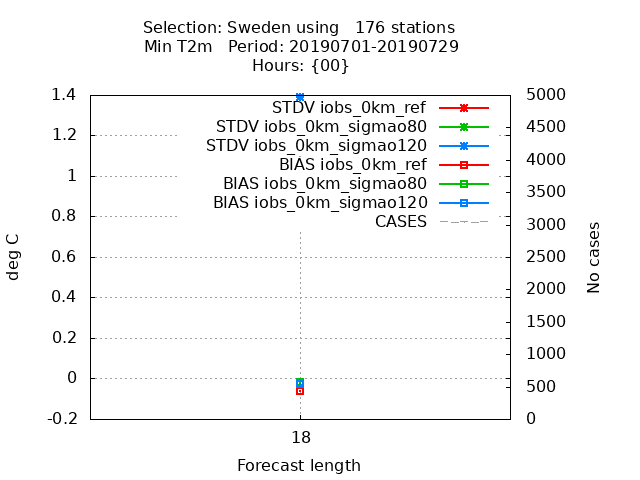 Selection: Sweden using   176 stations
Min T2m   Period: 20190701-20190729
Hours: {00}
1.4
1.2
1
0.8
0.6
0.4
0.2
0
-0.2
deg C
STDV iobs_0km_ref
STDV iobs_0km_sigmao80
STDV iobs_0km_sigmao120
BIAS iobs_0km_ref
BIAS iobs_0km_sigmao80
BIAS iobs_0km_sigmao120
CASES
5000
4500
4000
3500
3000
2500
2000
1500
1000
500
0
No cases
18
Forecast length